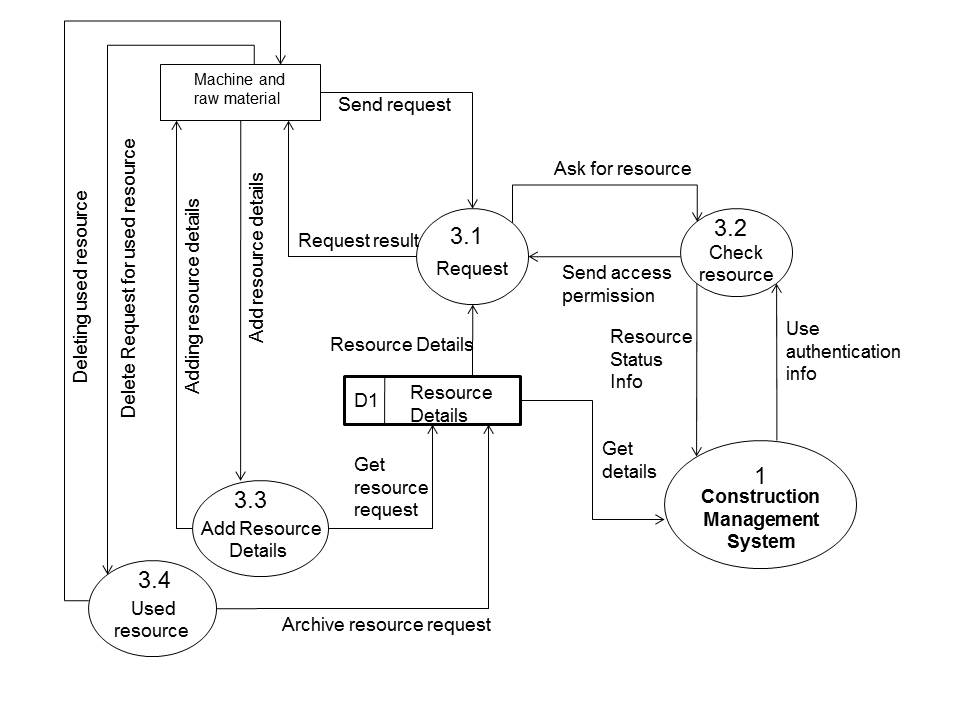 Machine and
raw material
Send request
Ask for resource
3.1
Request
3.2
Check
resource
Request result
Send access
permission
Deleting used resource
Delete Request for used resource
Adding resource details
Add resource details
Resource Details
Resource
Status
Info
Use
authentication
info
D1
Resource
Details
Get
details
Get
resource
request
1
Construction
Management
System
3.3
Add Resource
Details
3.4
Used
resource
Archive resource request